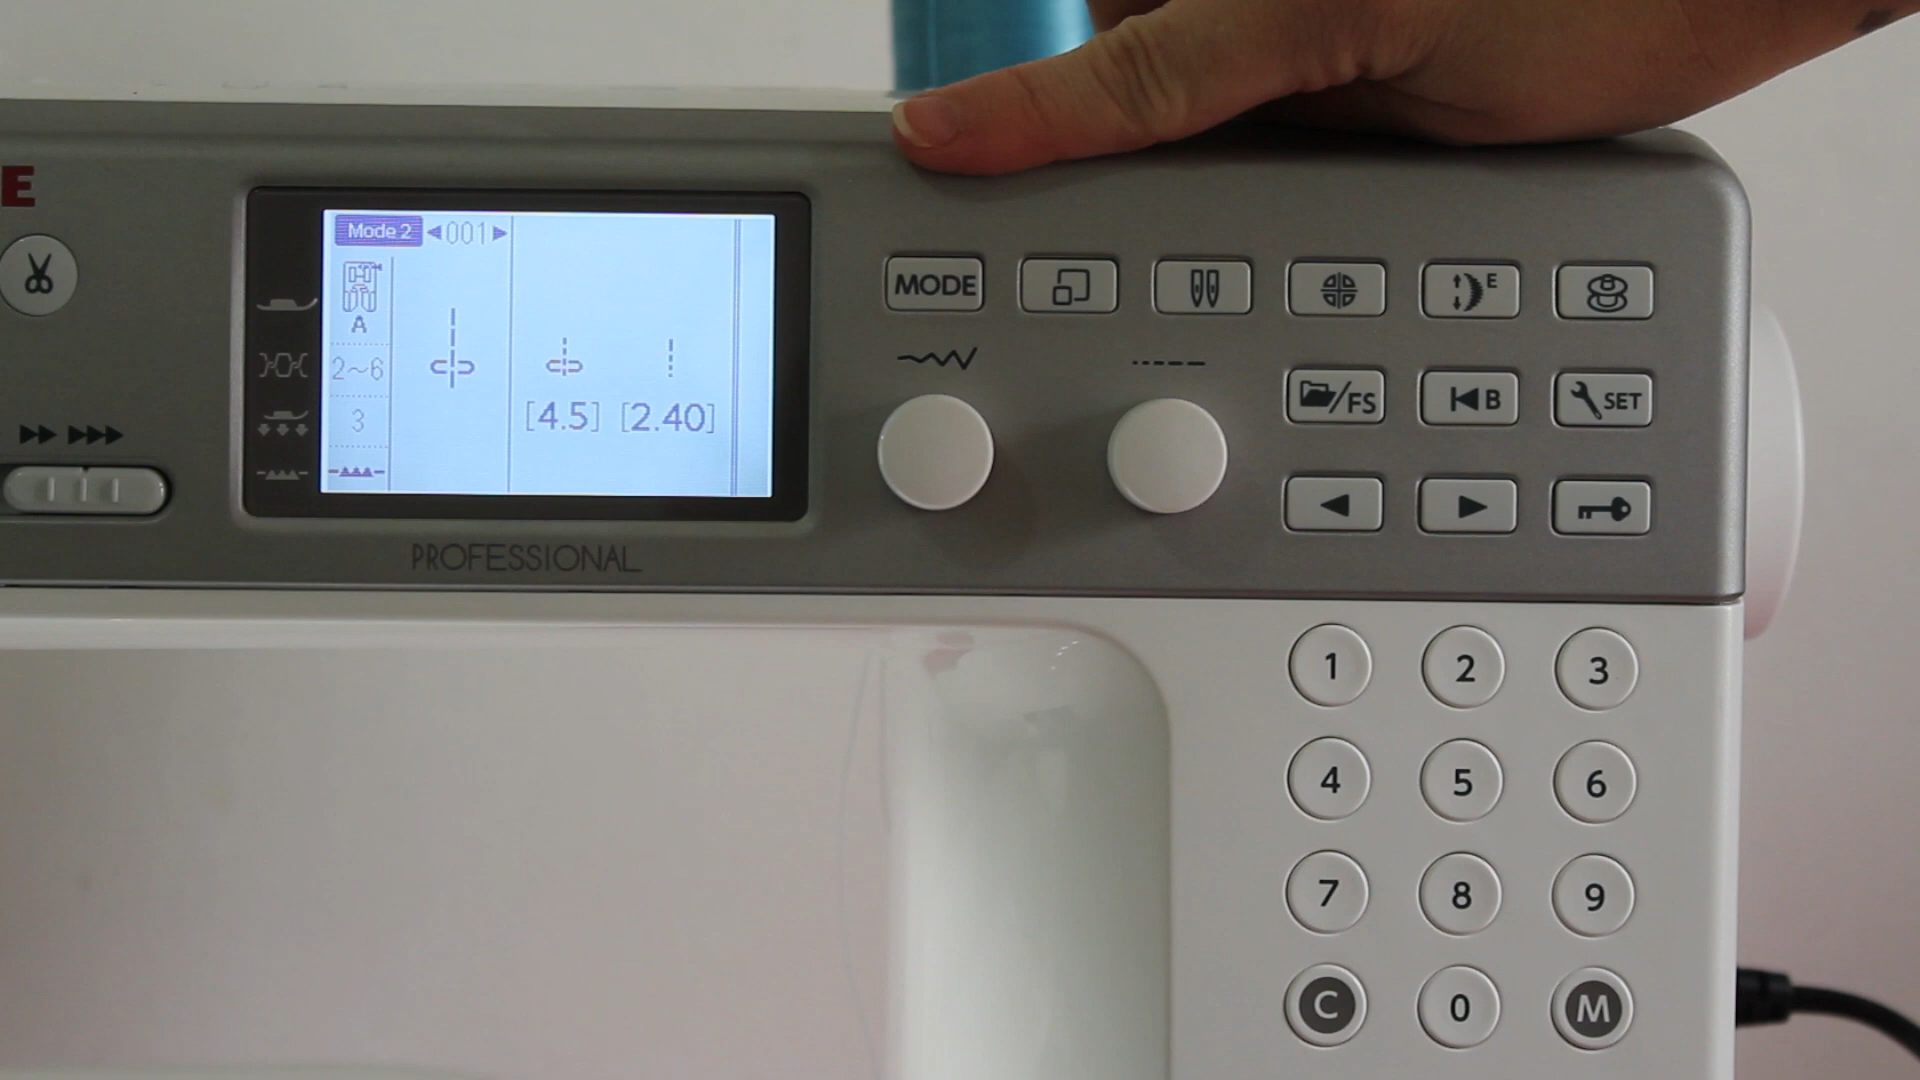 E
Mode 2 ◀001▶
A
2~6
3
[4.5] [2.40]
PROFESSIONAL
MODE
E
/FS
B
SET
1 2 3
4 5 6
7 8 9
C 0 M